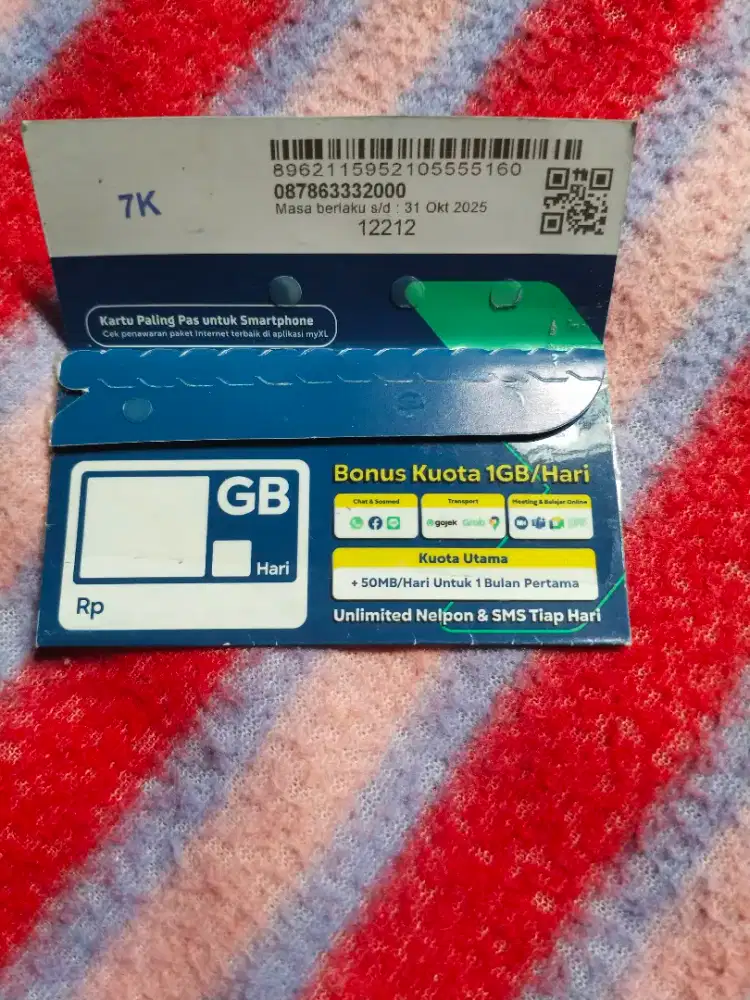 8962115952105555160
087863332000
7K
Masa berlaku s/d : 31 Okt 2025
12212
Kartu Paling Pas untuk Smartphone
Cek penawaran paket Internet terbaik di aplikasi myXL
GB
Hari
Rp
Bonus Kuota 1GB/Hari
Chat & Sosmed
Transport
Meeting & Belajar Online
gojek Grab
Kuota Utama
+ 50MB/Hari Untuk 1 Bulan Pertama
Unlimited Nelpon & SMS Tiap Hari